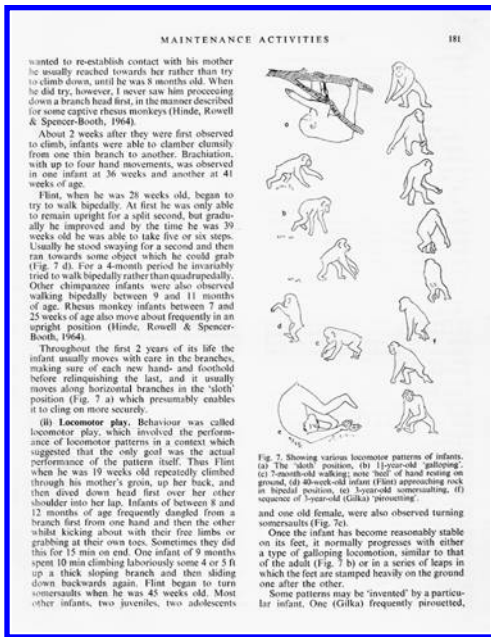 MAINTENANCE ACTIVITIES
181
wanted to re-establish contact with his mother
he usually reached towards her rather than try
to climb down, until he was 8 months old. When
he did try, however, I never saw him proceeding
down a branch head first, in the manner described
for some captive rhesus monkeys (Hinde, Rowell
& Spencer-Booth, 1964).
About 2 weeks after they were first observed
to climb, infants were able to clamber clumsily
from one thin branch to another. Brachiation,
with up to four hand movements, was observed
in one infant at 36 weeks and another at 41
weeks of age.
Flint, when he was 28 weeks old, began to
try to walk bipedally. At first he was only able
to remain upright for a split second, but gradu-
ally he improved and by the time he was 39
weeks old he was able to take five or six steps.
Usually he stood swaying for a second and then
ran towards some object which he could grab
(Fig. 7 d). For a 4-month period he invariably
tried to walk bipedally rather than quadrupedally.
Other chimpanzee infants were also observed
walking bipedally between 9 and 11 months
of age. Rhesus monkey infants between 7 and
25 weeks of age also move about frequently in an
upright position (Hinde, Rowell & Spencer-
Booth, 1964).
Throughout the first 2 years of its life the
infant usually moves with care in the branches,
making sure of each new hand- and foothold
before relinquishing the last, and it usually
moves along horizontal branches in the 'sloth'
position (Fig. 7 a) which presumably enables
it to cling on more securely.
(ii) Locomotor play. Behaviour was called
locomotor play, which involved the perform-
ance of locomotor patterns in a context which
suggested that the only goal was the actual
performance of the pattern itself. Thus Flint
when he was 19 weeks old repeatedly climbed
through his mother's groin, up her back, and
then dived down head first over her other
shoulder into her lap. Infants of between 8 and
12 months of age frequently dangled from a
branch first from one hand and then the other
whilst kicking about with their free limbs or
grabbing at their own toes. Sometimes they did
this for 15 min on end. One infant of 9 months
spent 10 min climbing laboriously some 4 or 5 ft
up a thick sloping branch and then sliding
down backwards again. Flint began to turn
somersaults when he was 45 weeks old. Most
other infants, two juveniles, two adolescents
a
b
c
d
e
f
Fig. 7. Showing various locomotor patterns of infants.
(a) The 'sloth' position, (b) 1½-year-old 'galloping',
(c) 7-month-old walking; note 'heel' of hand resting on
ground, (d) 40-week-old infant (Flint) approaching rock
in bipedal position, (e) 3-year-old somersaulting, (f)
sequence of 3-year-old (Gilka) 'pirouetting'.
and one old female, were also observed turning
somersaults (Fig. 7e).
Once the infant has become reasonably stable
on its feet, it normally progresses with either
a type of galloping locomotion, similar to that
of the adult (Fig. 7 b) or in a series of leaps in
which the feet are stamped heavily on the ground
one after the other.
Some patterns may be 'invented' by a particu-
lar infant. One (Gilka) frequently pirouetted,